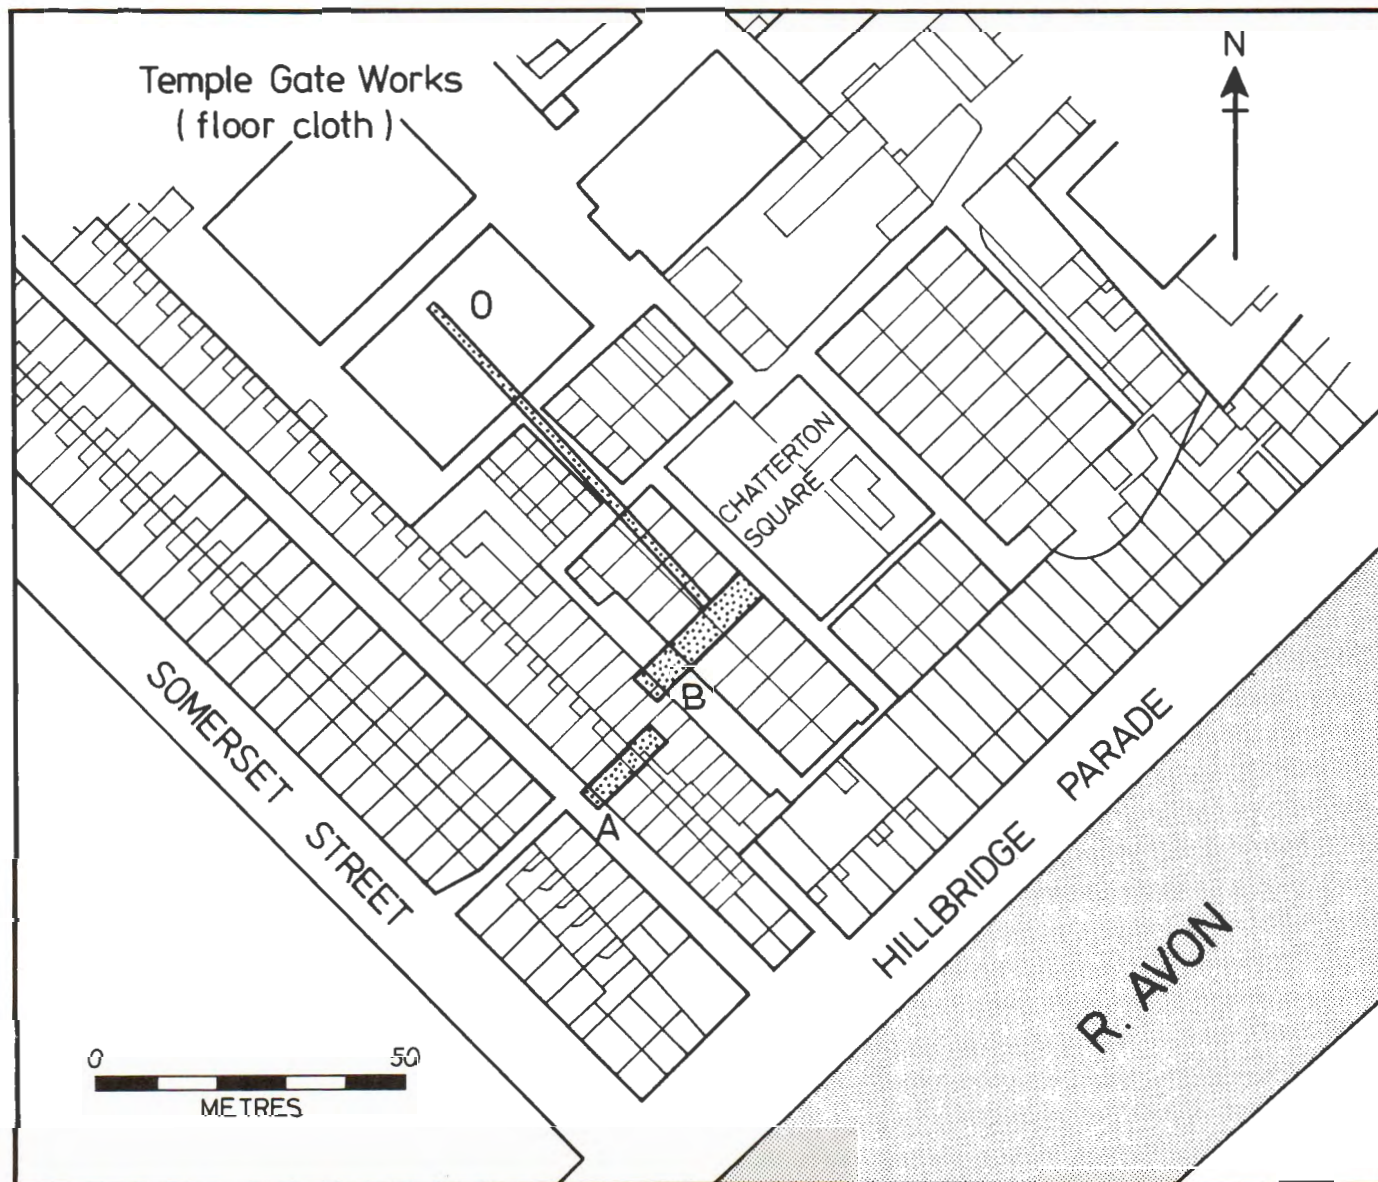 Temple Gate Works
( floor cloth )
N
O
CHATTERTON
SQUARE
B
A
SOMERSET
STREET
HILLBRIDGE PARADE
R. AVON
0 50
METRES